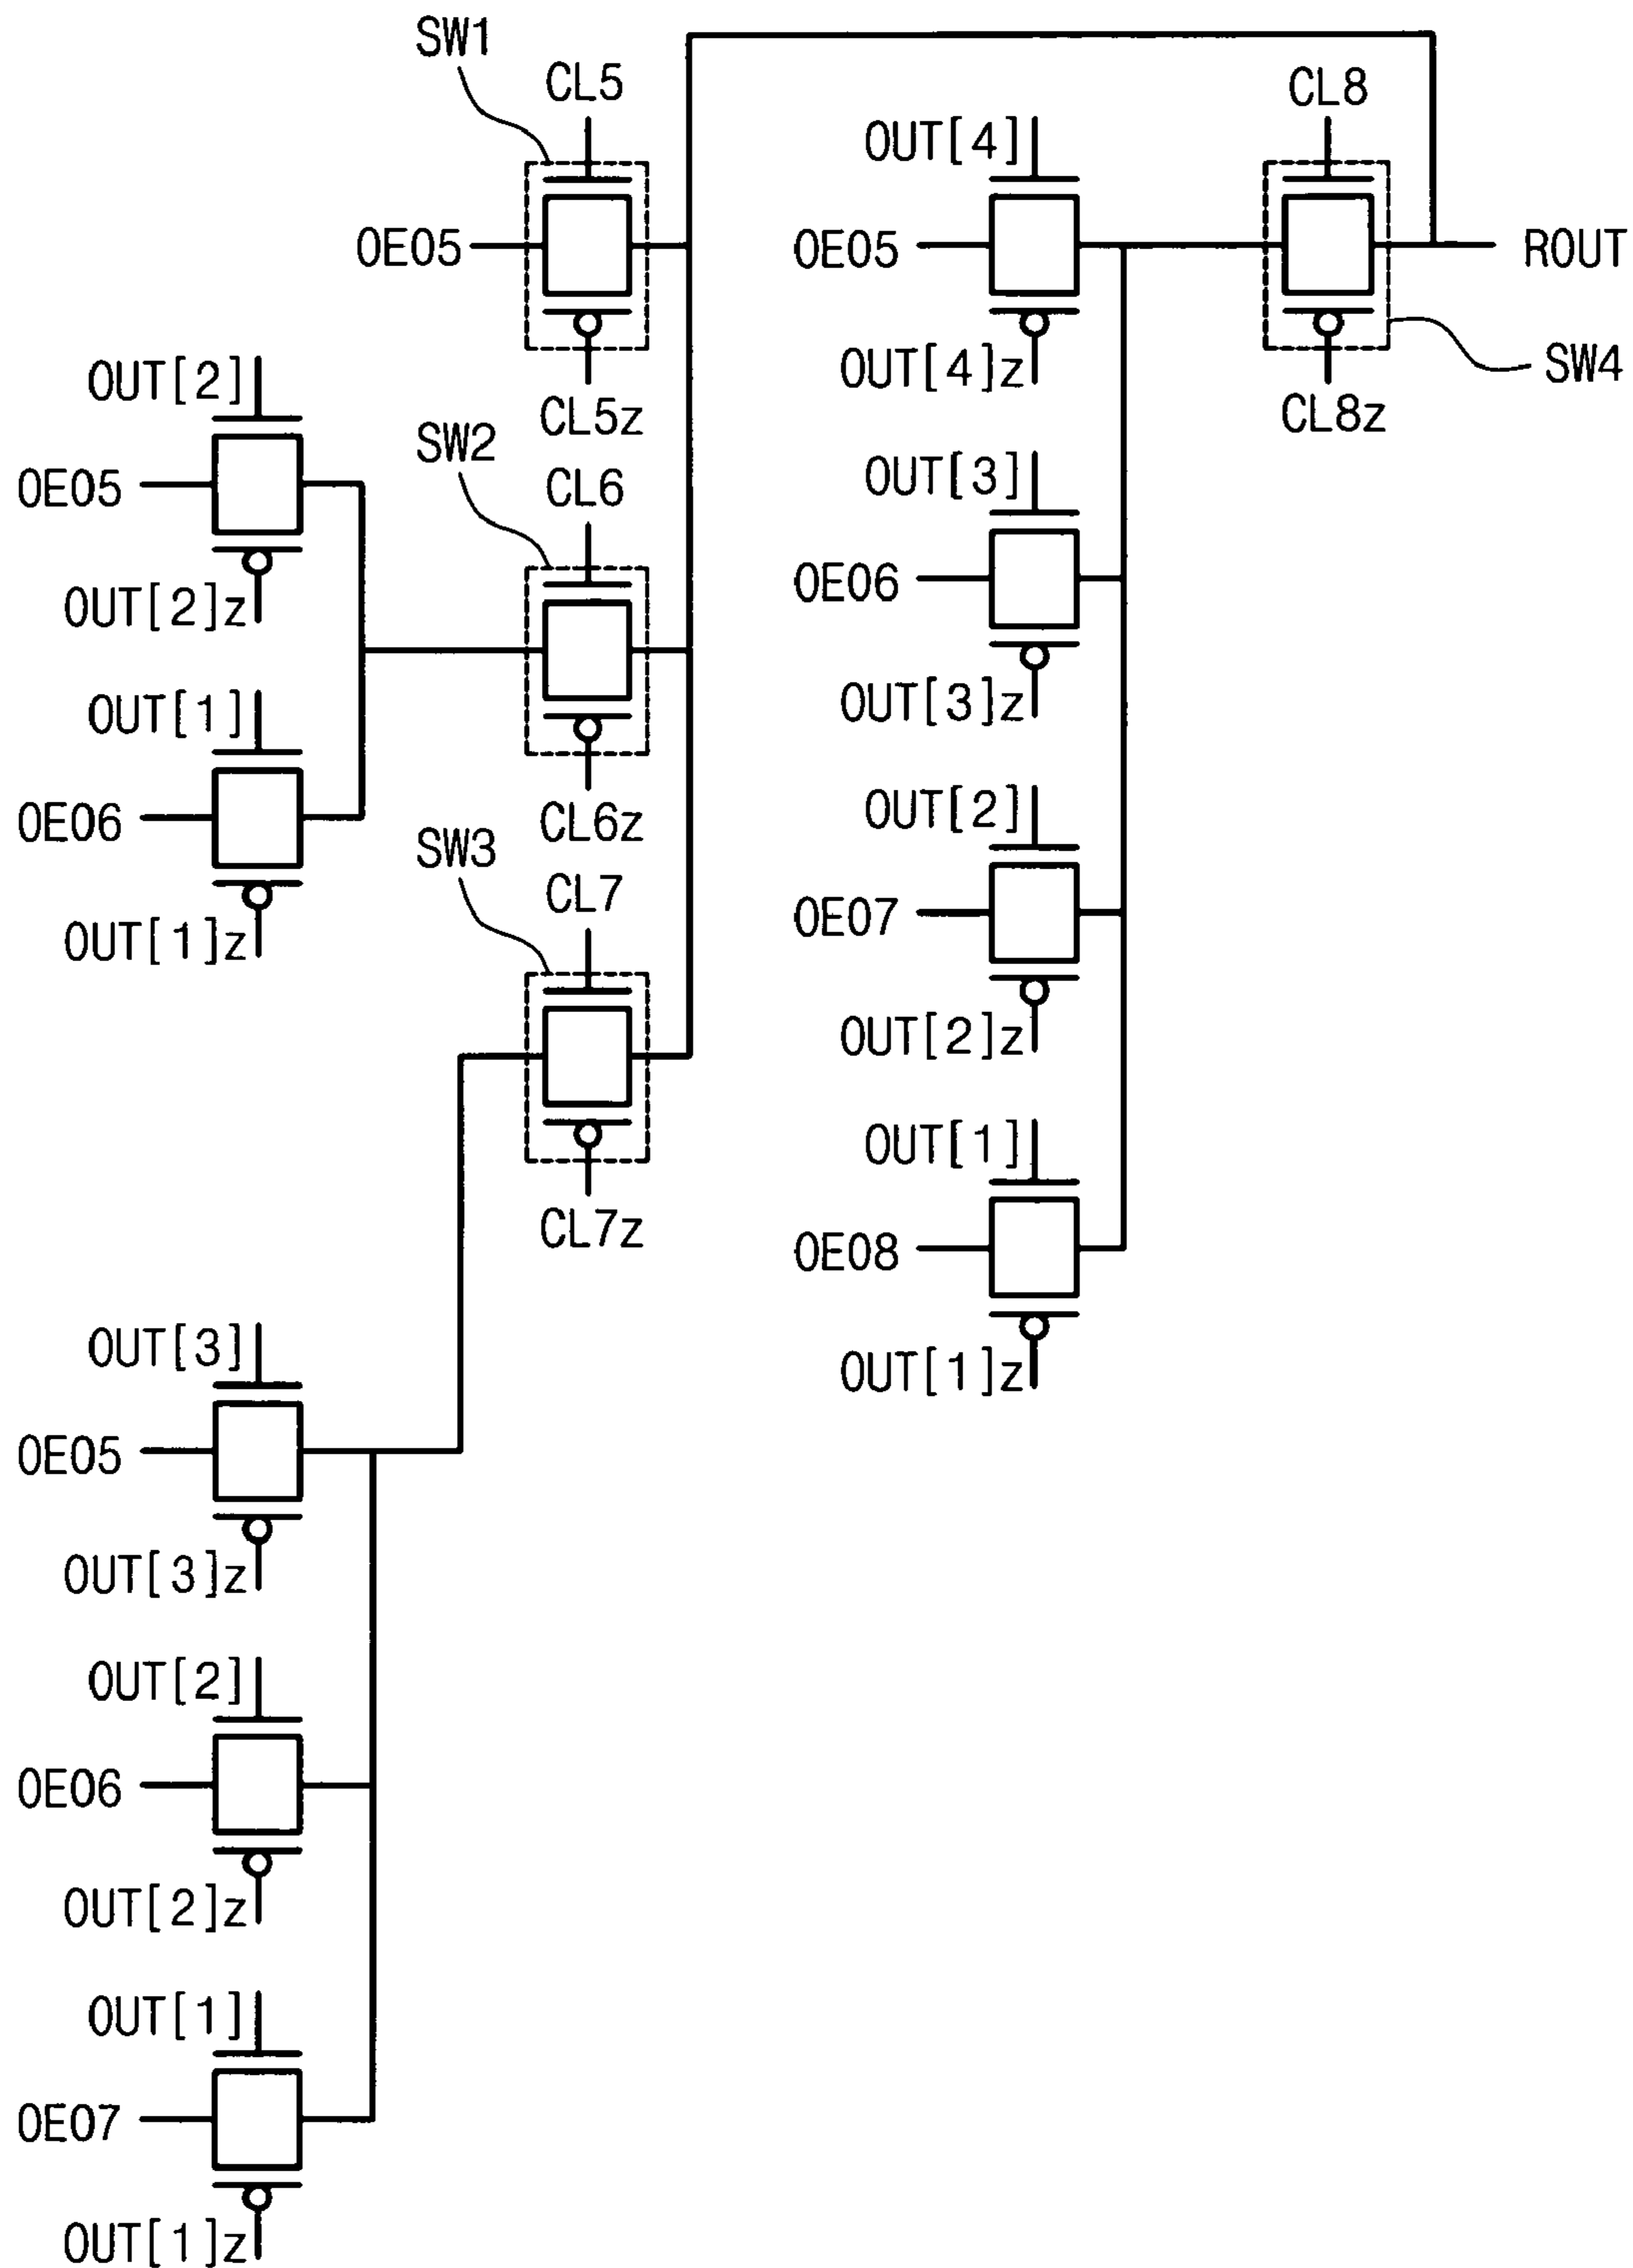 SW1
CL5
CL8
OUT[4]
OE05
OE05
ROUT
OUT[4]z
SW4
OUT[2]
CL5z
CL8z
SW2
OUT[3]
OE05
CL6
OE06
OUT[2]z
OUT[3]z
OUT[1]
OE06
CL6z
OUT[2]
SW3
CL7
OE07
OUT[1]z
OUT[2]z
OUT[1]
CL7z
OE08
OUT[3]
OUT[1]z
OE05
OUT[3]z
OUT[2]
OE06
OUT[2]z
OUT[1]
OE07
OUT[1]z